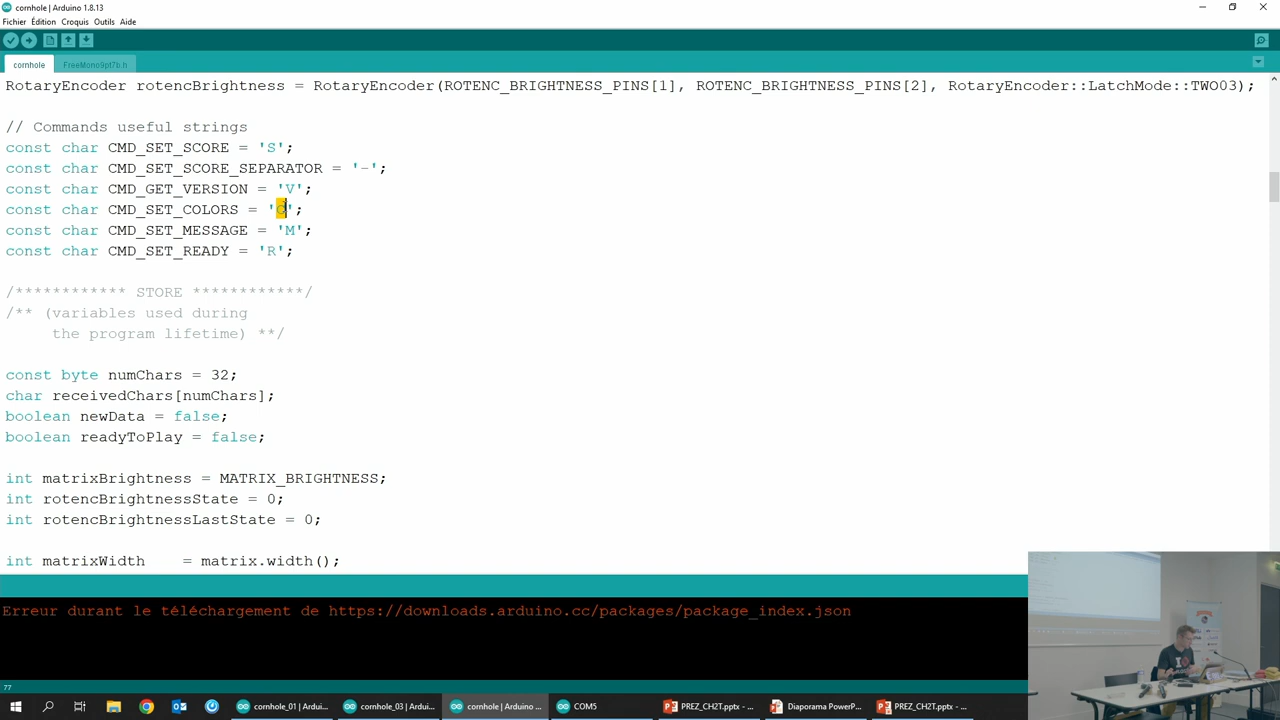 cornhole | Arduino 1.8.13
Fichier Édition Croquis Outils Aide
cornhole FreeMono9pt7b.h
RotaryEncoder rotencBrightness = RotaryEncoder(ROTENC_BRIGHTNESS_PINS[1], ROTENC_BRIGHTNESS_PINS[2], RotaryEncoder::LatchMode::TWO03);
// Commands useful strings
const char CMD_SET_SCORE = 'S';
const char CMD_SET_SCORE_SEPARATOR = '-';
const char CMD_GET_VERSION = 'V';
const char CMD_SET_COLORS = 'C';
const char CMD_SET_MESSAGE = 'M';
const char CMD_SET_READY = 'R';
/************ STORE ************/
/** (variables used during
the program lifetime) **/
const byte numChars = 32;
char receivedChars[numChars];
boolean newData = false;
boolean readyToPlay = false;
int matrixBrightness = MATRIX_BRIGHTNESS;
int rotencBrightnessState = 0;
int rotencBrightnessLastState = 0;
int matrixWidth = matrix.width();
Erreur durant le téléchargement de https://downloads.arduino.cc/packages/package_index.json
77
cornhole_01 | Ardui... cornhole_03 | Ardui... cornhole | Arduino ... COM5 PREZ_CH2T.pptx - ... Diaporama PowerP... PREZ_CH2T.pptx - ...